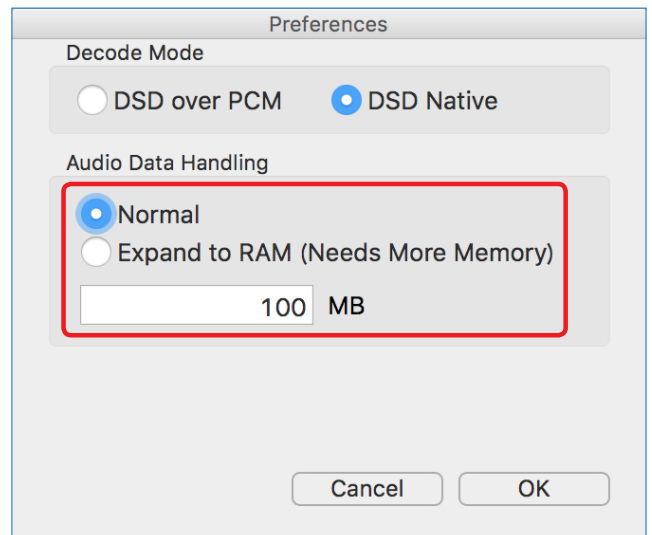 Preferences
Decode Mode
DSD over PCM DSD Native
Audio Data Handling
Normal
Expand to RAM (Needs More Memory)
100 MB
Cancel OK